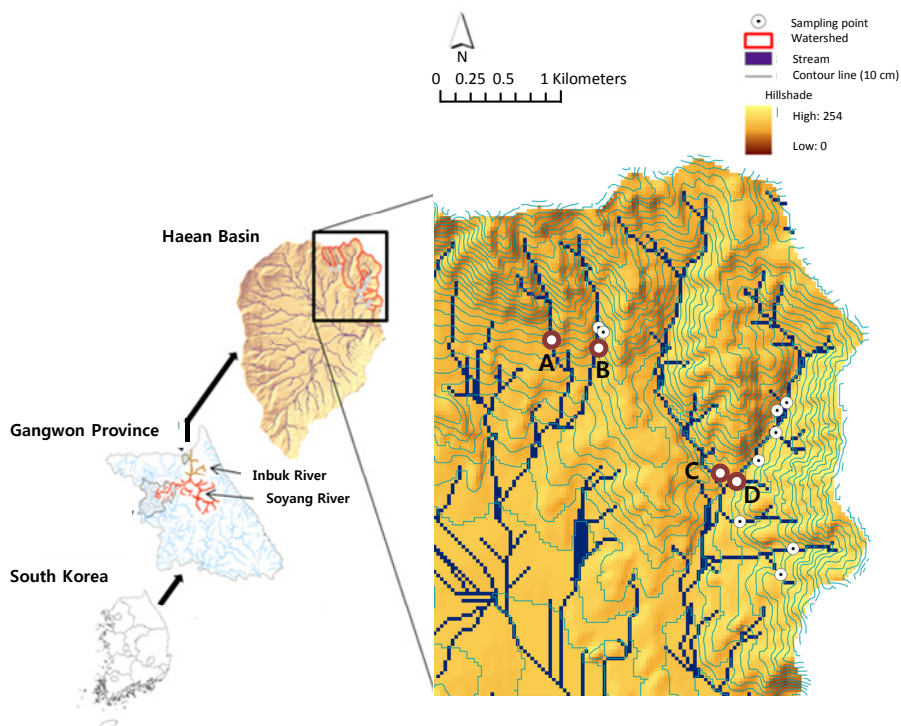 Sampling point
Watershed
Stream
Contour line (10 cm)
Hillshade
High: 254
Low: 0
N
0 0.25 0.5 1 Kilometers
Haean Basin
A
B
Gangwon Province
Inbuk River
Soyang River
C
D
South Korea